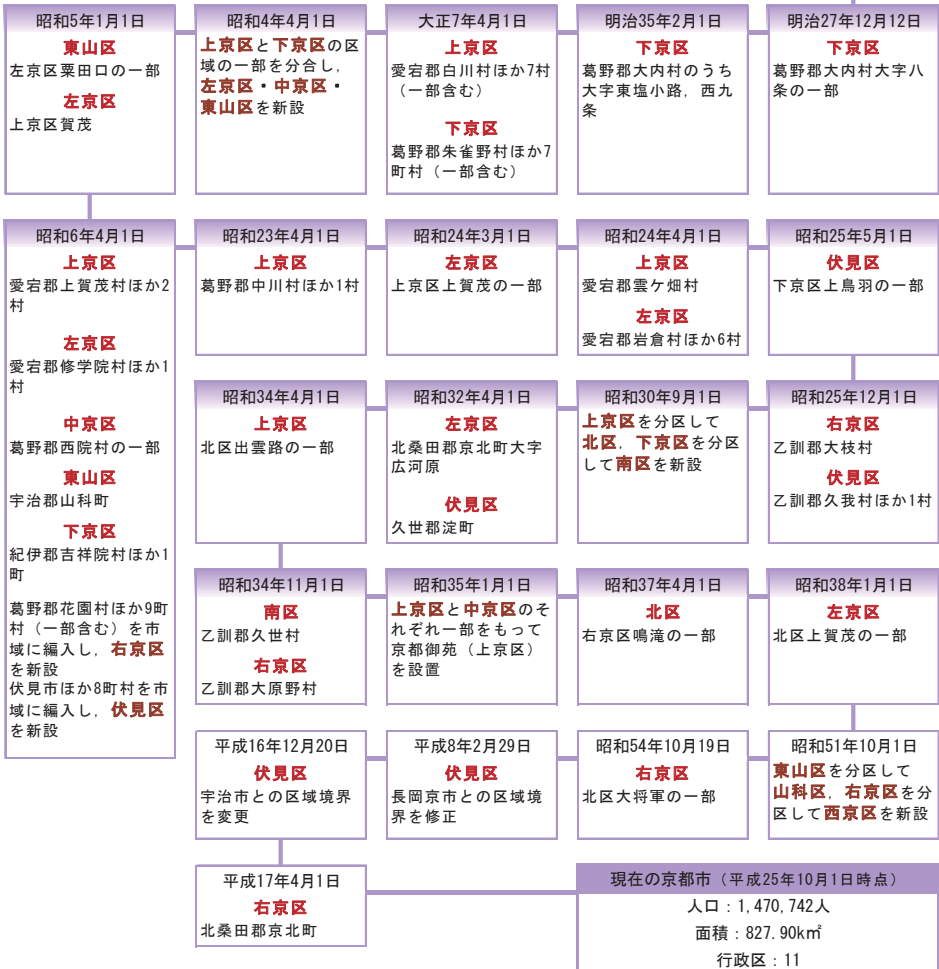 昭和5年1月1日
東山区
左京区粟田口の一部
左京区
上京区賀茂
昭和4年4月1日
上京区と下京区の区
域の一部を分合し，
左京区・中京区・
東山区を新設
大正7年4月1日
上京区
愛宕郡白川村ほか7村
（一部含む）
下京区
葛野郡朱雀野村ほか7
町村（一部含む）
明治35年2月1日
下京区
葛野郡大内村のうち
大字東塩小路，西九
条
明治27年12月12日
下京区
葛野郡大内村大字八
条の一部
昭和6年4月1日
上京区
愛宕郡上賀茂村ほか2
村
左京区
愛宕郡修学院村ほか1
村
中京区
葛野郡西院村の一部
東山区
宇治郡山科町
下京区
紀伊郡吉祥院村ほか1
町
葛野郡花園村ほか9町
村（一部含む）を市
域に編入し，右京区
を新設
伏見市ほか8町村を市
域に編入し，伏見区
を新設
昭和23年4月1日
上京区
葛野郡中川村ほか1村
昭和24年3月1日
左京区
上京区上賀茂の一部
昭和24年4月1日
上京区
愛宕郡雲ケ畑村
左京区
愛宕郡岩倉村ほか6村
昭和25年5月1日
伏見区
下京区上鳥羽の一部
昭和34年4月1日
上京区
北区出雲路の一部
昭和32年4月1日
左京区
北桑田郡京北町大字
広河原
伏見区
久世郡淀町
昭和30年9月1日
上京区を分区して
北区，下京区を分区
して南区を新設
昭和25年12月1日
右京区
乙訓郡大枝村
伏見区
乙訓郡久我村ほか1村
昭和34年11月1日
南区
乙訓郡久世村
右京区
乙訓郡大原野村
昭和35年1月1日
上京区と中京区のそ
れぞれ一部をもって
京都御苑（上京区）
を設置
昭和37年4月1日
北区
右京区鳴滝の一部
昭和38年1月1日
左京区
北区上賀茂の一部
平成16年12月20日
伏見区
宇治市との区域境界
を変更
平成8年2月29日
伏見区
長岡京市との区域境
界を修正
昭和54年10月19日
右京区
北区大将軍の一部
昭和51年10月1日
東山区を分区して
山科区，右京区を分
区して西京区を新設
平成17年4月1日
右京区
北桑田郡京北町
現在の京都市（平成25年10月1日時点）
人口：1,470,742人
面積：827.90km²
行政区：11